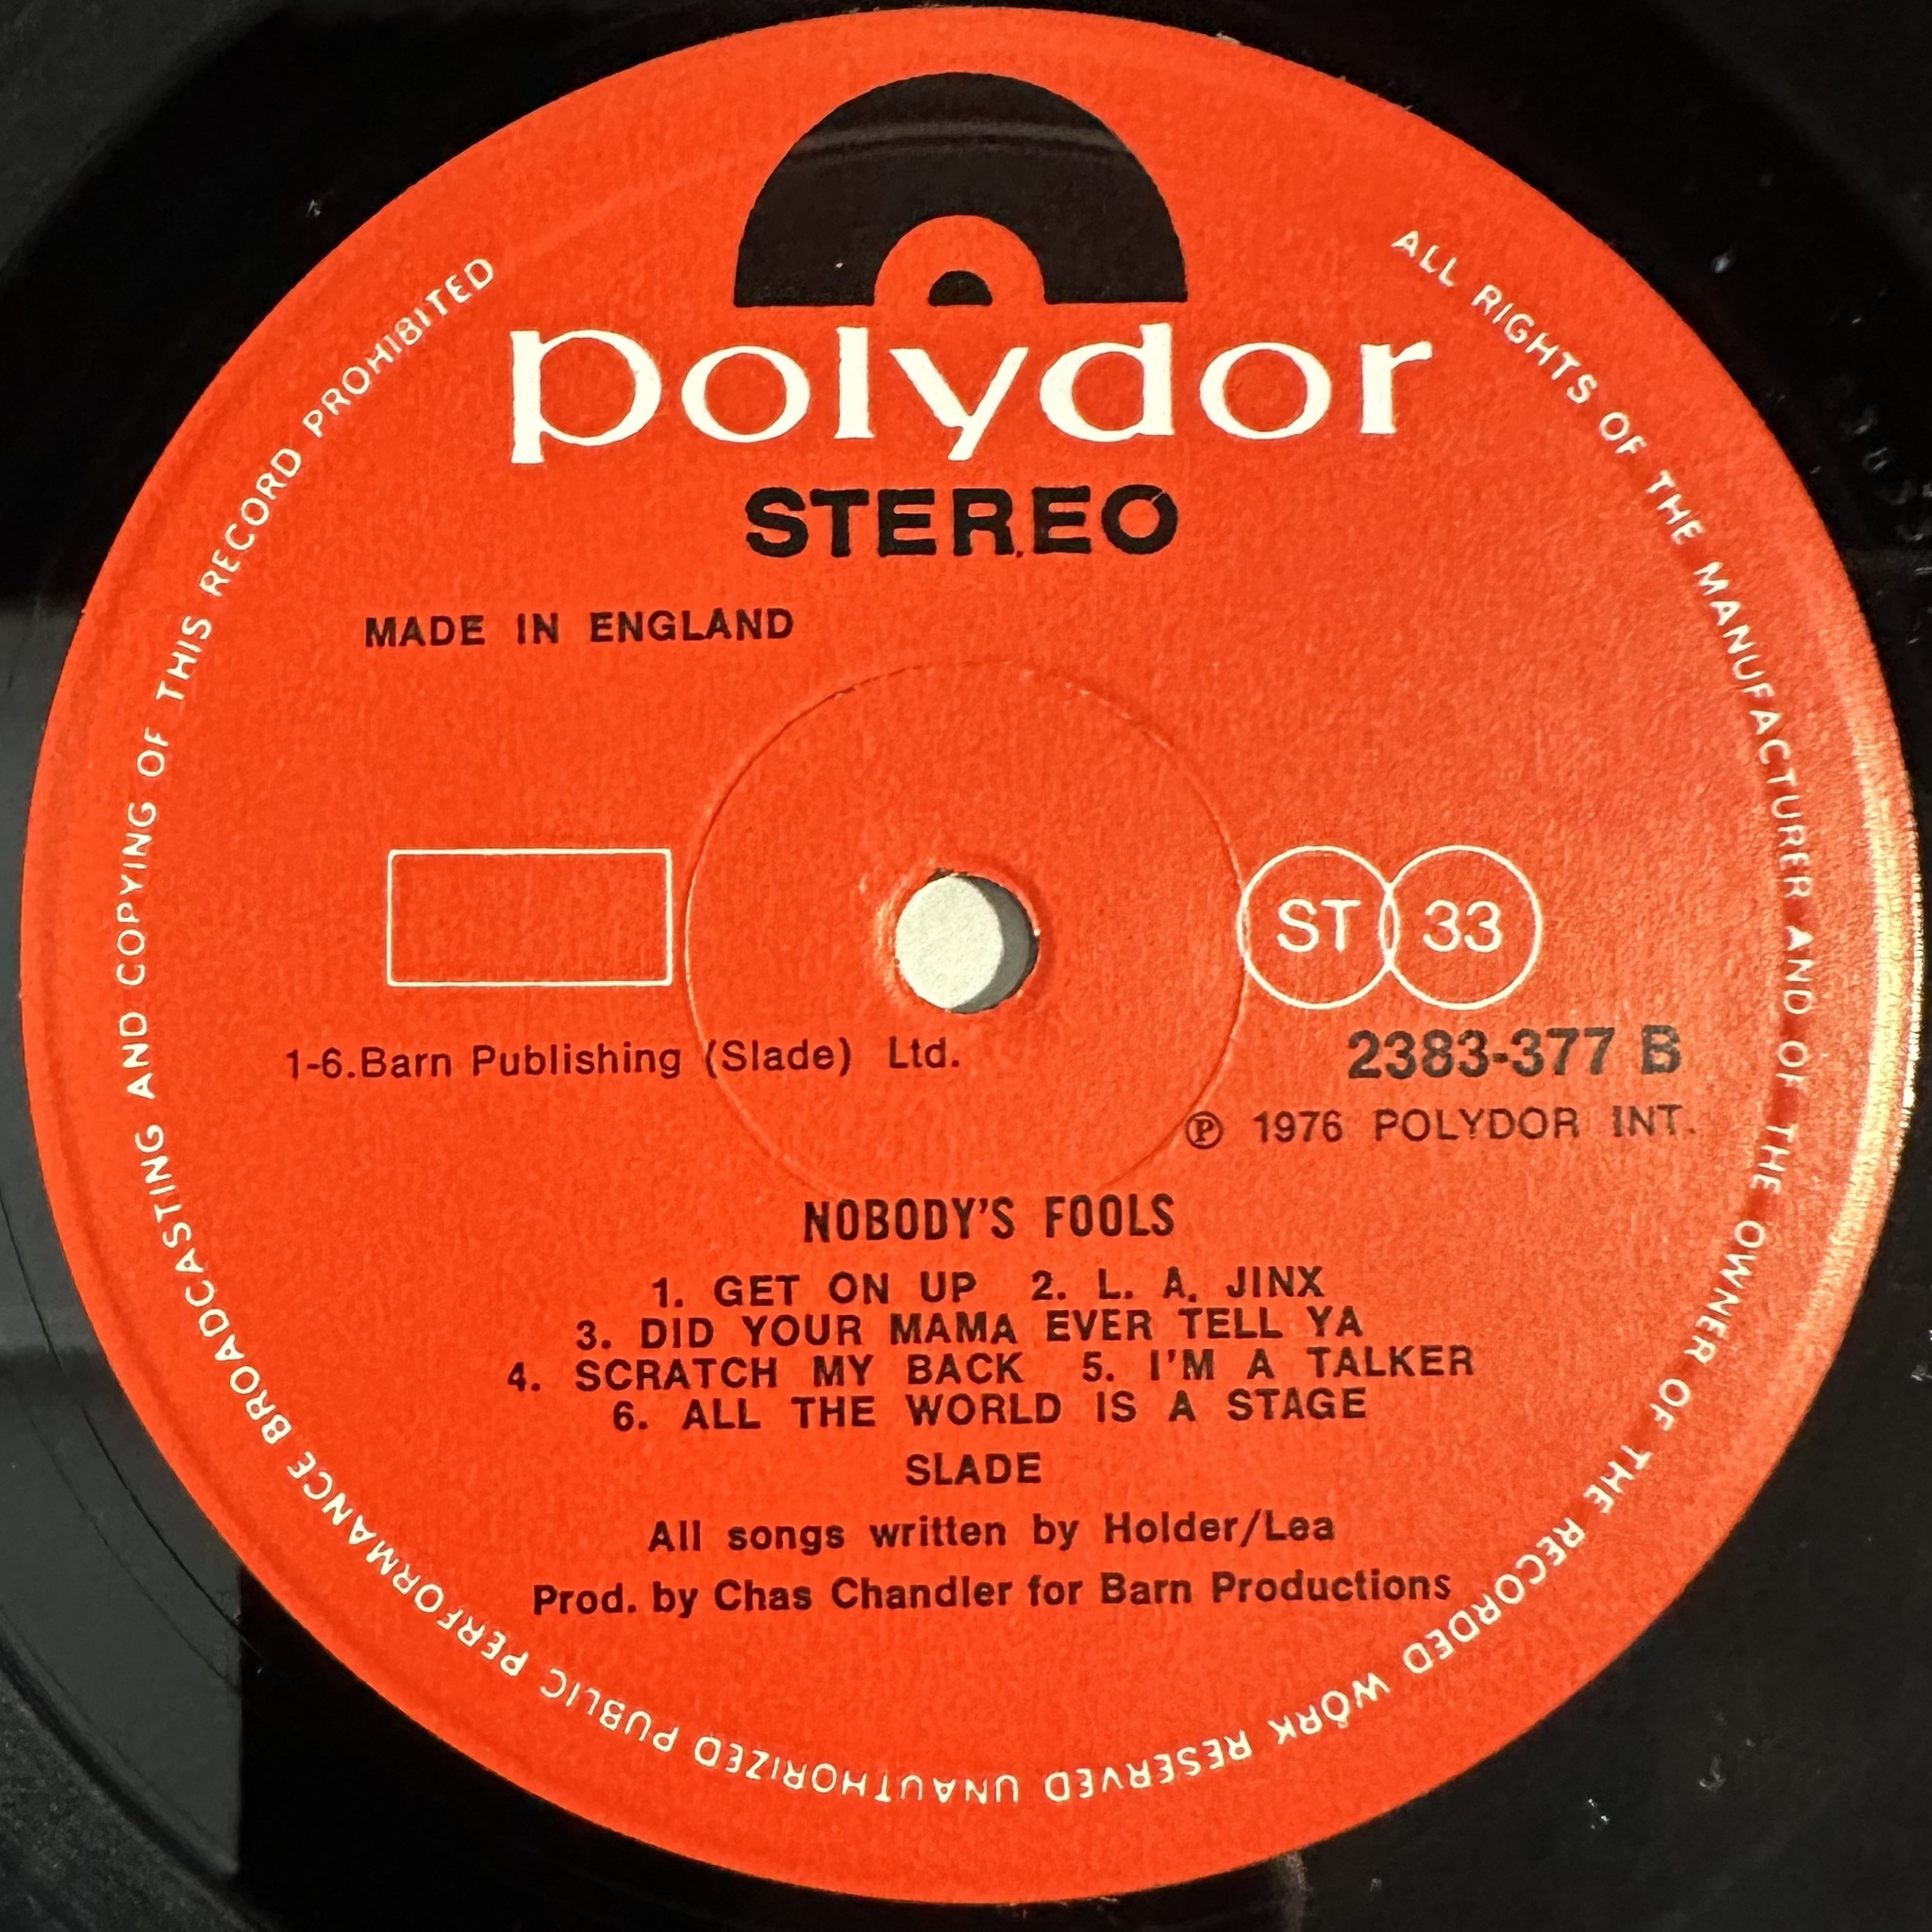 polydor
STEREO
MADE IN ENGLAND
ST 33
1-6.Barn Publishing (Slade) Ltd.
2383-377 B
℗ 1976 POLYDOR INT.
NOBODY'S FOOLS
1. GET ON UP 2. L. A. JINX
3. DID YOUR MAMA EVER TELL YA
4. SCRATCH MY BACK 5. I'M A TALKER
6. ALL THE WORLD IS A STAGE
SLADE
All songs written by Holder/Lea
Prod. by Chas Chandler for Barn Productions
ALL RIGHTS OF THE MANUFACTURER AND OF THE OWNER OF THE RECORDED WORK RESERVED UNAUTHORIZED PUBLIC PERFORMANCE BROADCASTING AND COPYING OF THIS RECORD PROHIBITED